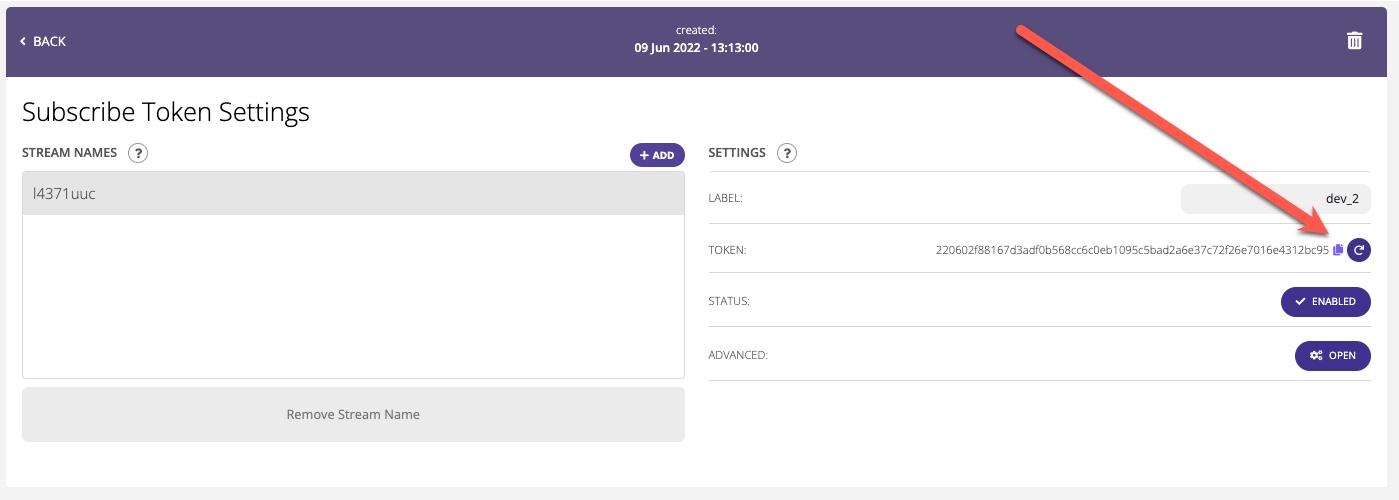 BACK
created:
09 Jun 2022 - 13:13:00
Subscribe Token Settings
STREAM NAMES ?
+ ADD
l4371uuc
Remove Stream Name
SETTINGS ?
LABEL:
dev_2
TOKEN:
220602f88167d3adf0b568cc6c0eb1095c5bad2a6e37c72f26e7016e4312bc95
STATUS:
ENABLED
ADVANCED:
OPEN